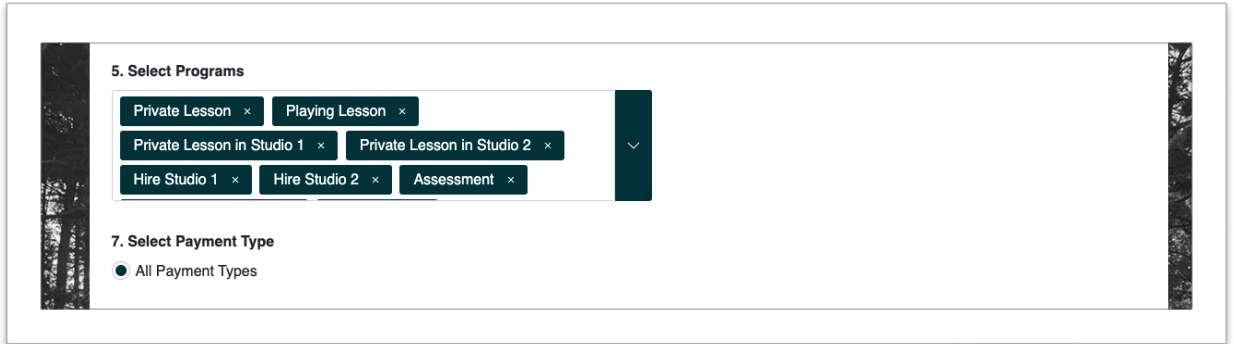 5. Select Programs
Private Lesson × Playing Lesson ×
Private Lesson in Studio 1 × Private Lesson in Studio 2 ×
Hire Studio 1 × Hire Studio 2 × Assessment ×
7. Select Payment Type
All Payment Types